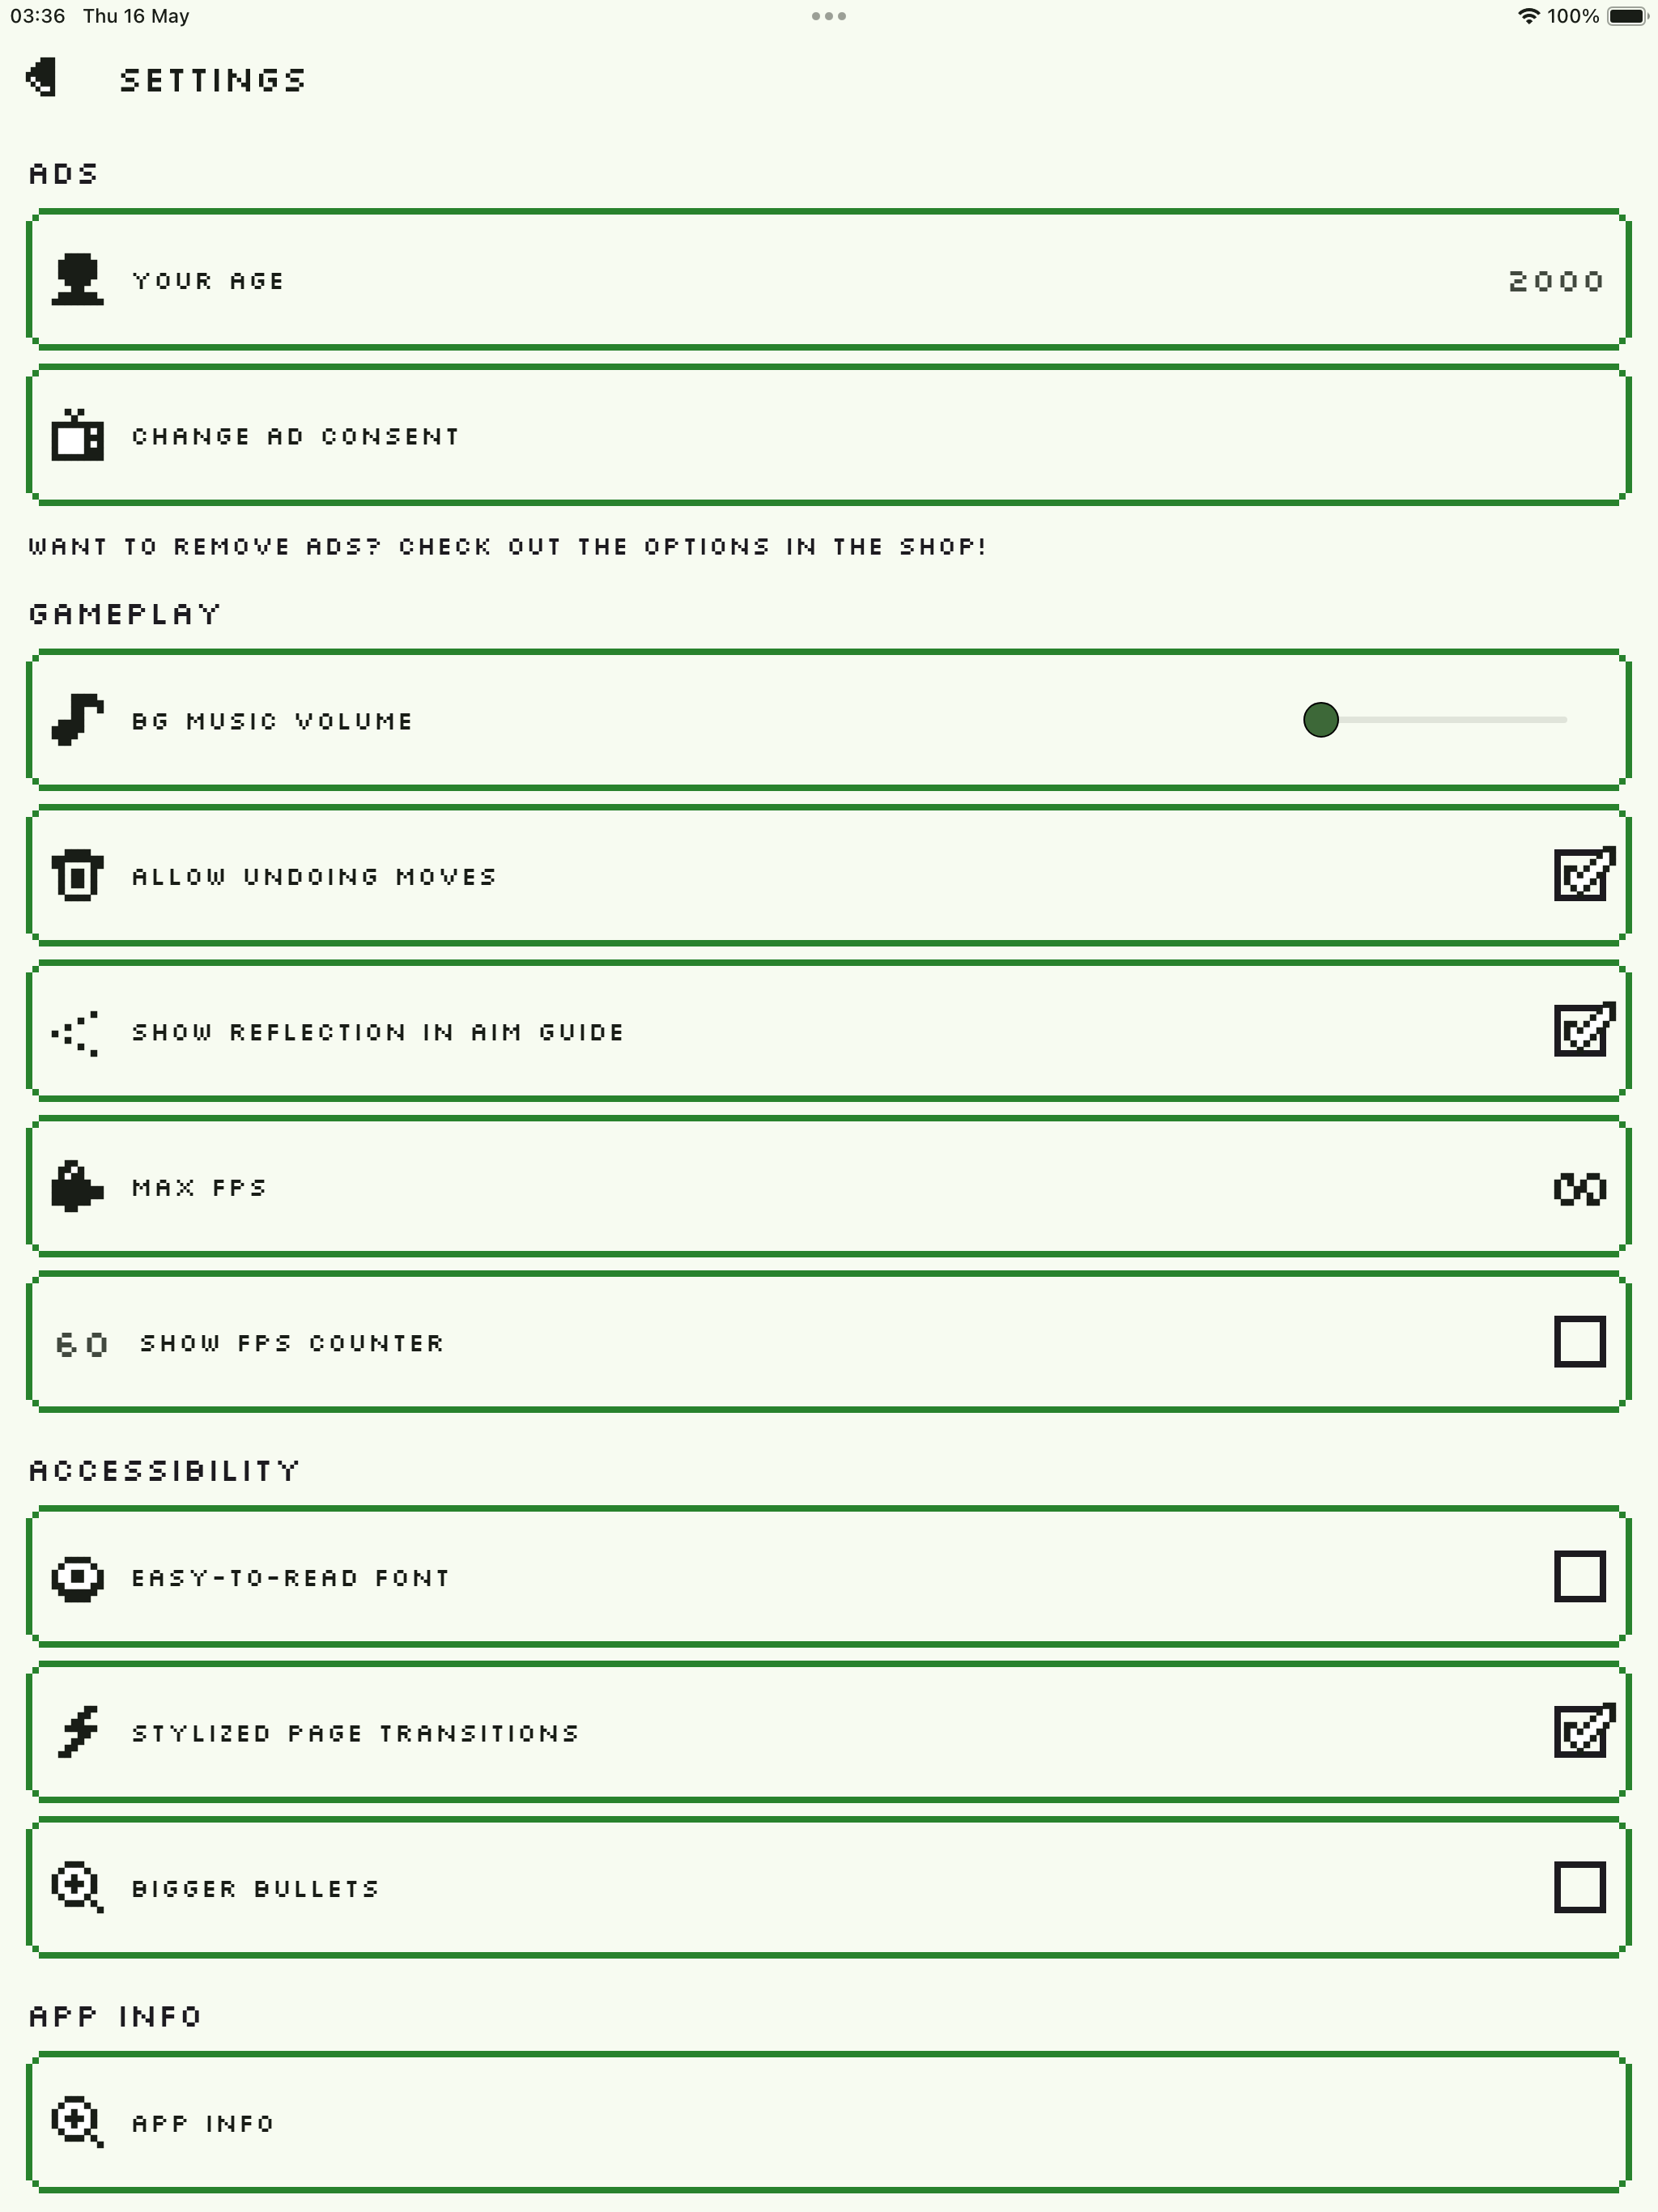 03:36 Thu 16 May 100%
SETTINGS
ADS
YOUR AGE 2000
CHANGE AD CONSENT
WANT TO REMOVE ADS? CHECK OUT THE OPTIONS IN THE SHOP!
GAMEPLAY
BG MUSIC VOLUME
ALLOW UNDOING MOVES
SHOW REFLECTION IN AIM GUIDE
MAX FPS ∞
60 SHOW FPS COUNTER
ACCESSIBILITY
EASY-TO-READ FONT
STYLIZED PAGE TRANSITIONS
BIGGER BULLETS
APP INFO
APP INFO